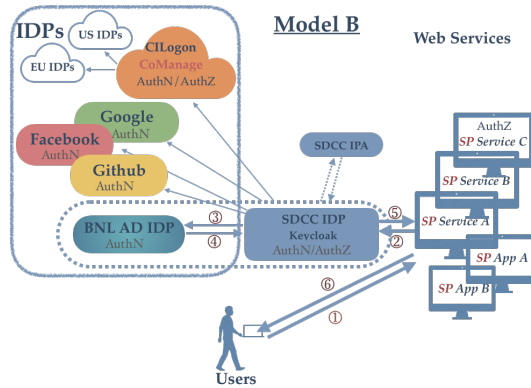 IDPs
Model B
Web Services
US IDPs
EU IDPs
CILogon
CoManage
AuthN/AuthZ
Google
AuthN
Facebook
AuthN
Github
AuthN
SDCC IPA
AuthZ
SP Service C
SP Service B
SP Service A
SP App A
SP App B
BNL AD IDP
AuthN
SDCC IDP
Keycloak
AuthN/AuthZ
③
④
⑤
②
⑥
①
Users